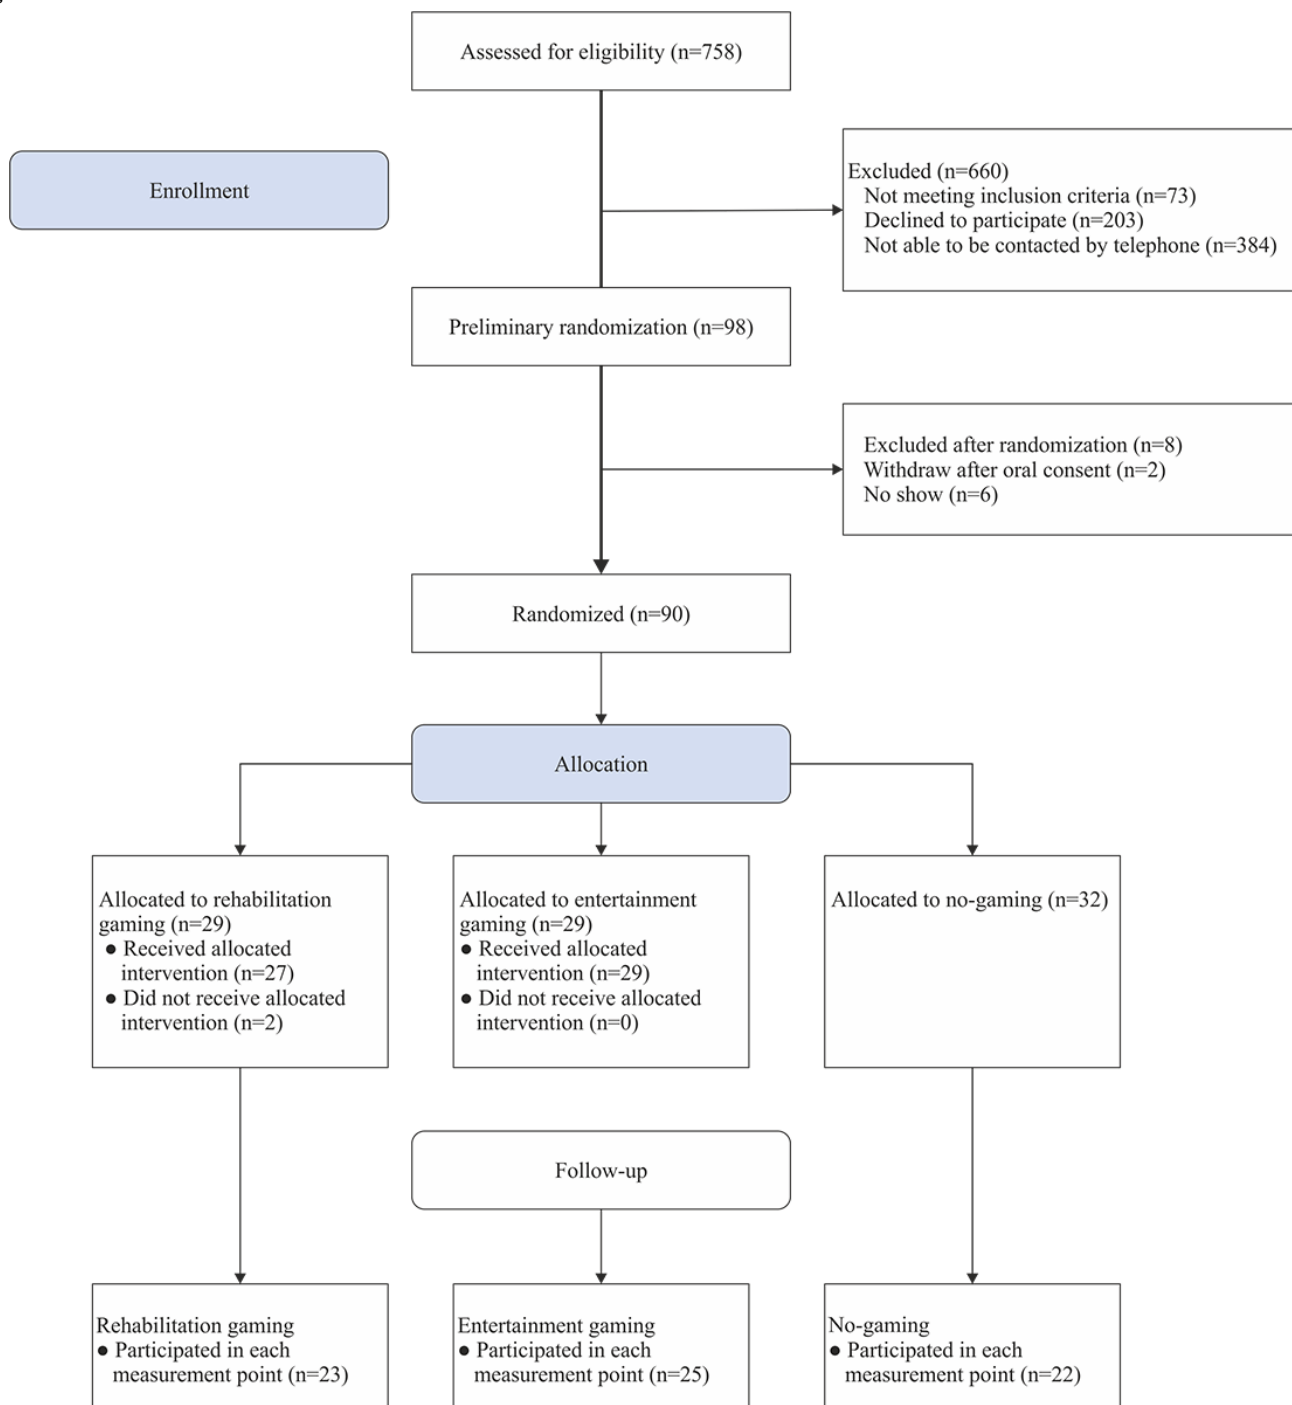 Assessed for eligibility (n=758)
Enrollment
Excluded (n=660)
Not meeting inclusion criteria (n=73)
Declined to participate (n=203)
Not able to be contacted by telephone (n=384)
Preliminary randomization (n=98)
Excluded after randomization (n=8)
Withdraw after oral consent (n=2)
No show (n=6)
Randomized (n=90)
Allocation
Allocated to rehabilitation
gaming (n=29)
● Received allocated
intervention (n=27)
● Did not receive allocated
intervention (n=2)
Allocated to entertainment
gaming (n=29)
● Received allocated
intervention (n=29)
● Did not receive allocated
intervention (n=0)
Allocated to no-gaming (n=32)
Follow-up
Rehabilitation gaming
● Participated in each
measurement point (n=23)
Entertainment gaming
● Participated in each
measurement point (n=25)
No-gaming
● Participated in each
measurement point (n=22)